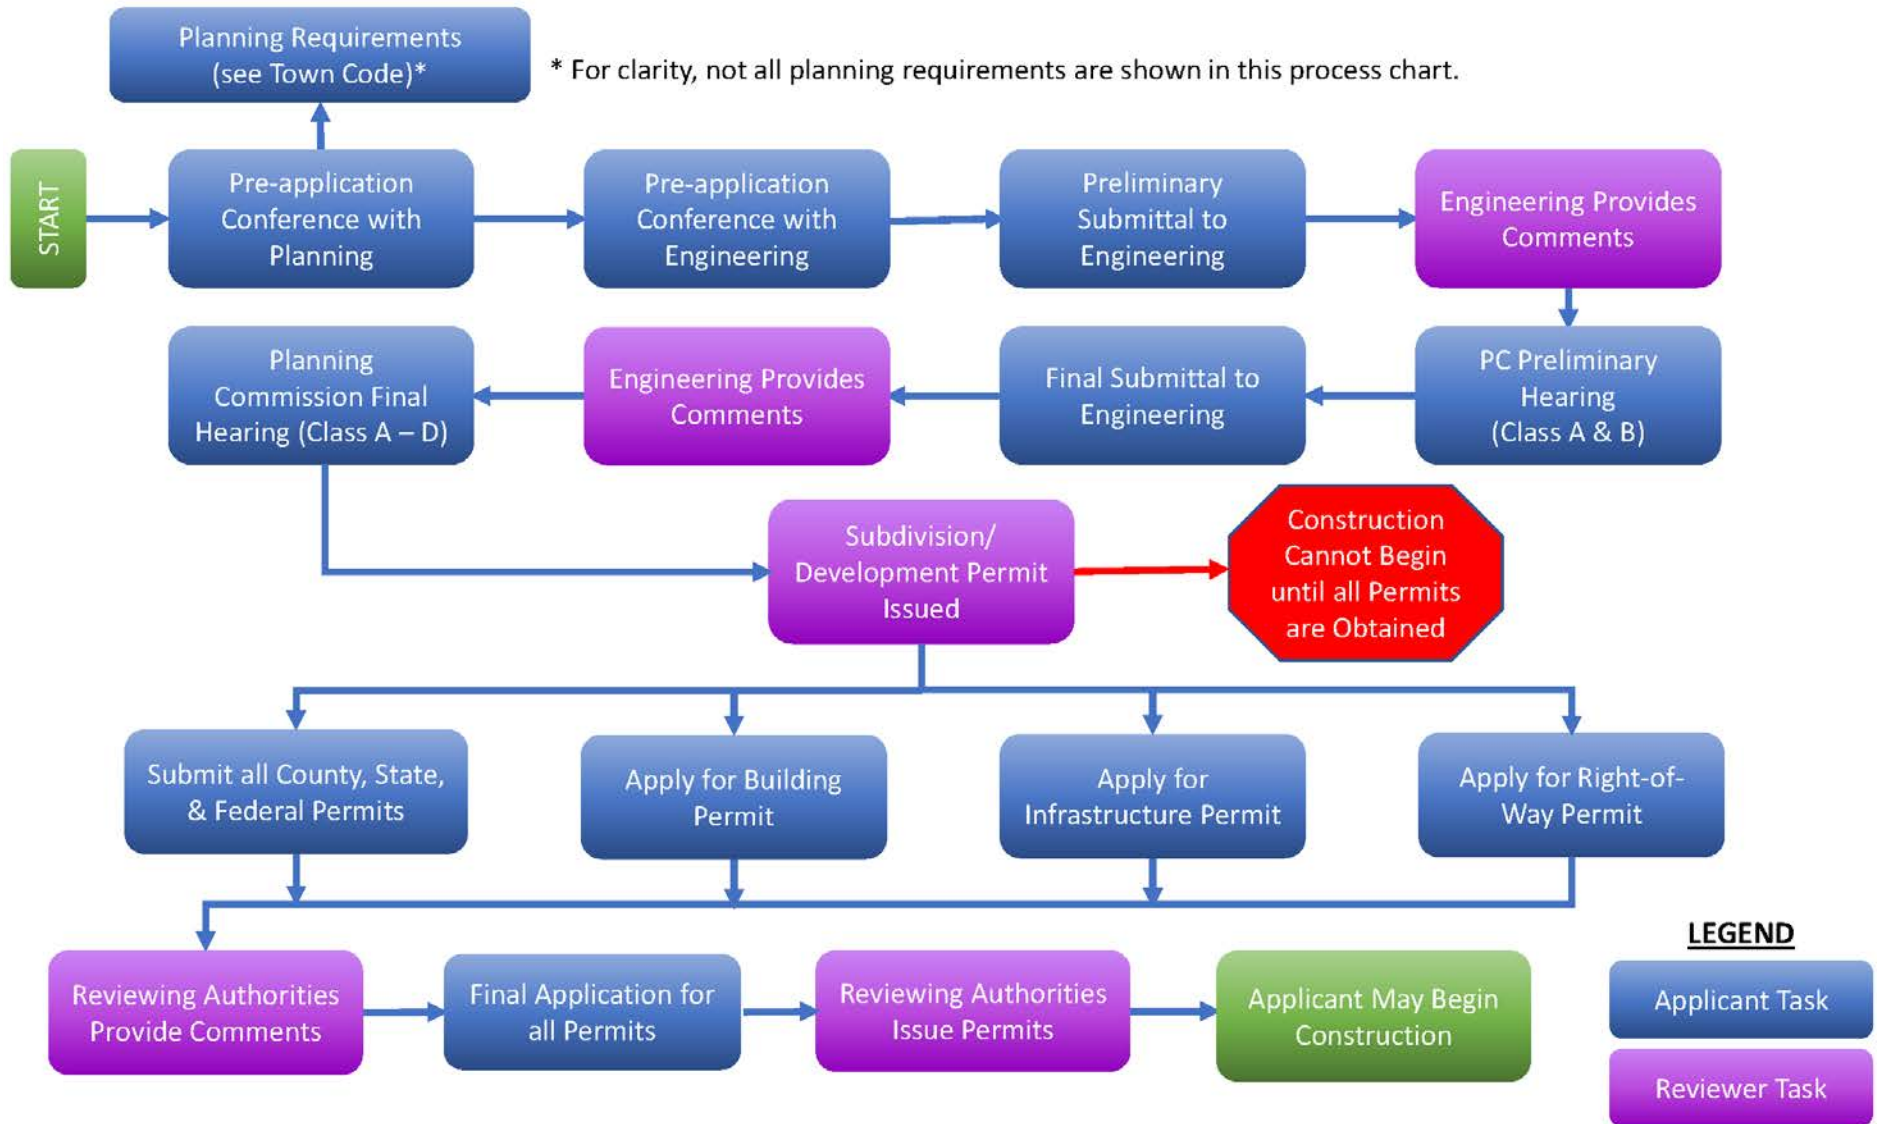 Planning Requirements
(see Town Code)*
* For clarity, not all planning requirements are shown in this process chart.
START
Pre-application
Conference with
Planning
Pre-application
Conference with
Engineering
Preliminary
Submittal to
Engineering
Engineering Provides
Comments
Planning
Commission Final
Hearing (Class A – D)
Engineering Provides
Comments
Final Submittal to
Engineering
PC Preliminary
Hearing
(Class A & B)
Subdivision/
Development Permit
Issued
Construction
Cannot Begin
until all Permits
are Obtained
Submit all County, State,
& Federal Permits
Apply for Building
Permit
Apply for
Infrastructure Permit
Apply for Right-of-
Way Permit
Reviewing Authorities
Provide Comments
Final Application for
all Permits
Reviewing Authorities
Issue Permits
Applicant May Begin
Construction
LEGEND
Applicant Task
Reviewer Task